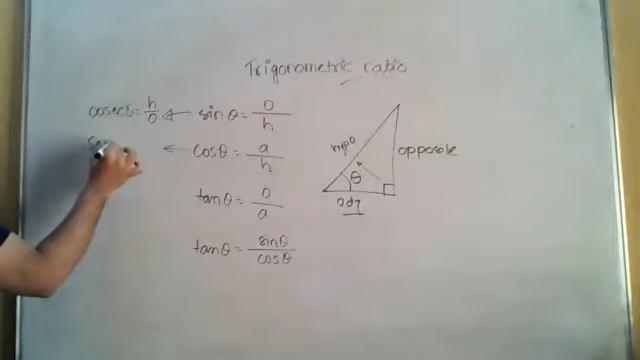 Trigonometric ratio
cosecθ = h/o ← sinθ = o/h
← cosθ = a/h
tanθ = o/a
tanθ = sinθ/cosθ
hypo
opposite
θ
adj